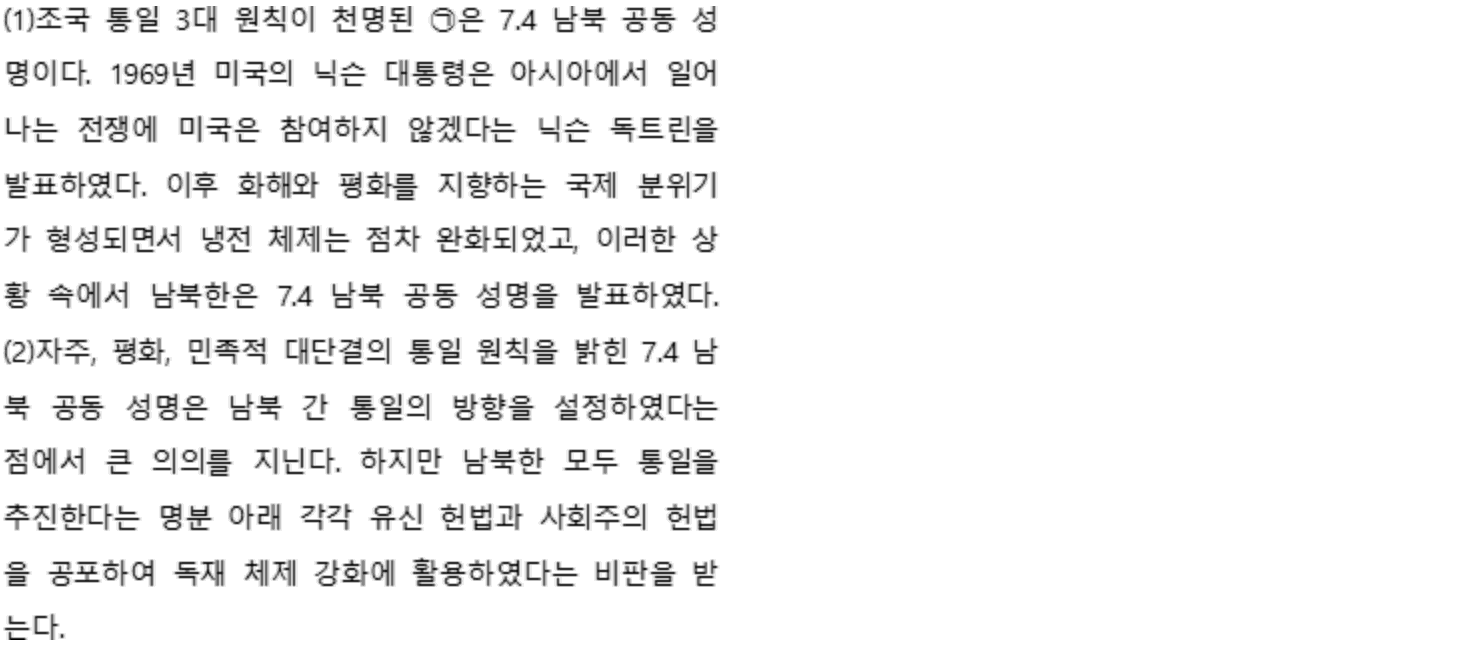 (1)조국 통일 3대 원칙이 천명된 ㉠은 7.4 남북 공동 성
명이다. 1969년 미국의 닉슨 대통령은 아시아에서 일어
나는 전쟁에 미국은 참여하지 않겠다는 닉슨 독트린을
발표하였다. 이후 화해와 평화를 지향하는 국제 분위기
가 형성되면서 냉전 체제는 점차 완화되었고, 이러한 상
황 속에서 남북한은 7.4 남북 공동 성명을 발표하였다.
(2)자주, 평화, 민족적 대단결의 통일 원칙을 밝힌 7.4 남
북 공동 성명은 남북 간 통일의 방향을 설정하였다는
점에서 큰 의의를 지닌다. 하지만 남북한 모두 통일을
추진한다는 명분 아래 각각 유신 헌법과 사회주의 헌법
을 공포하여 독재 체제 강화에 활용하였다는 비판을 받
는다.